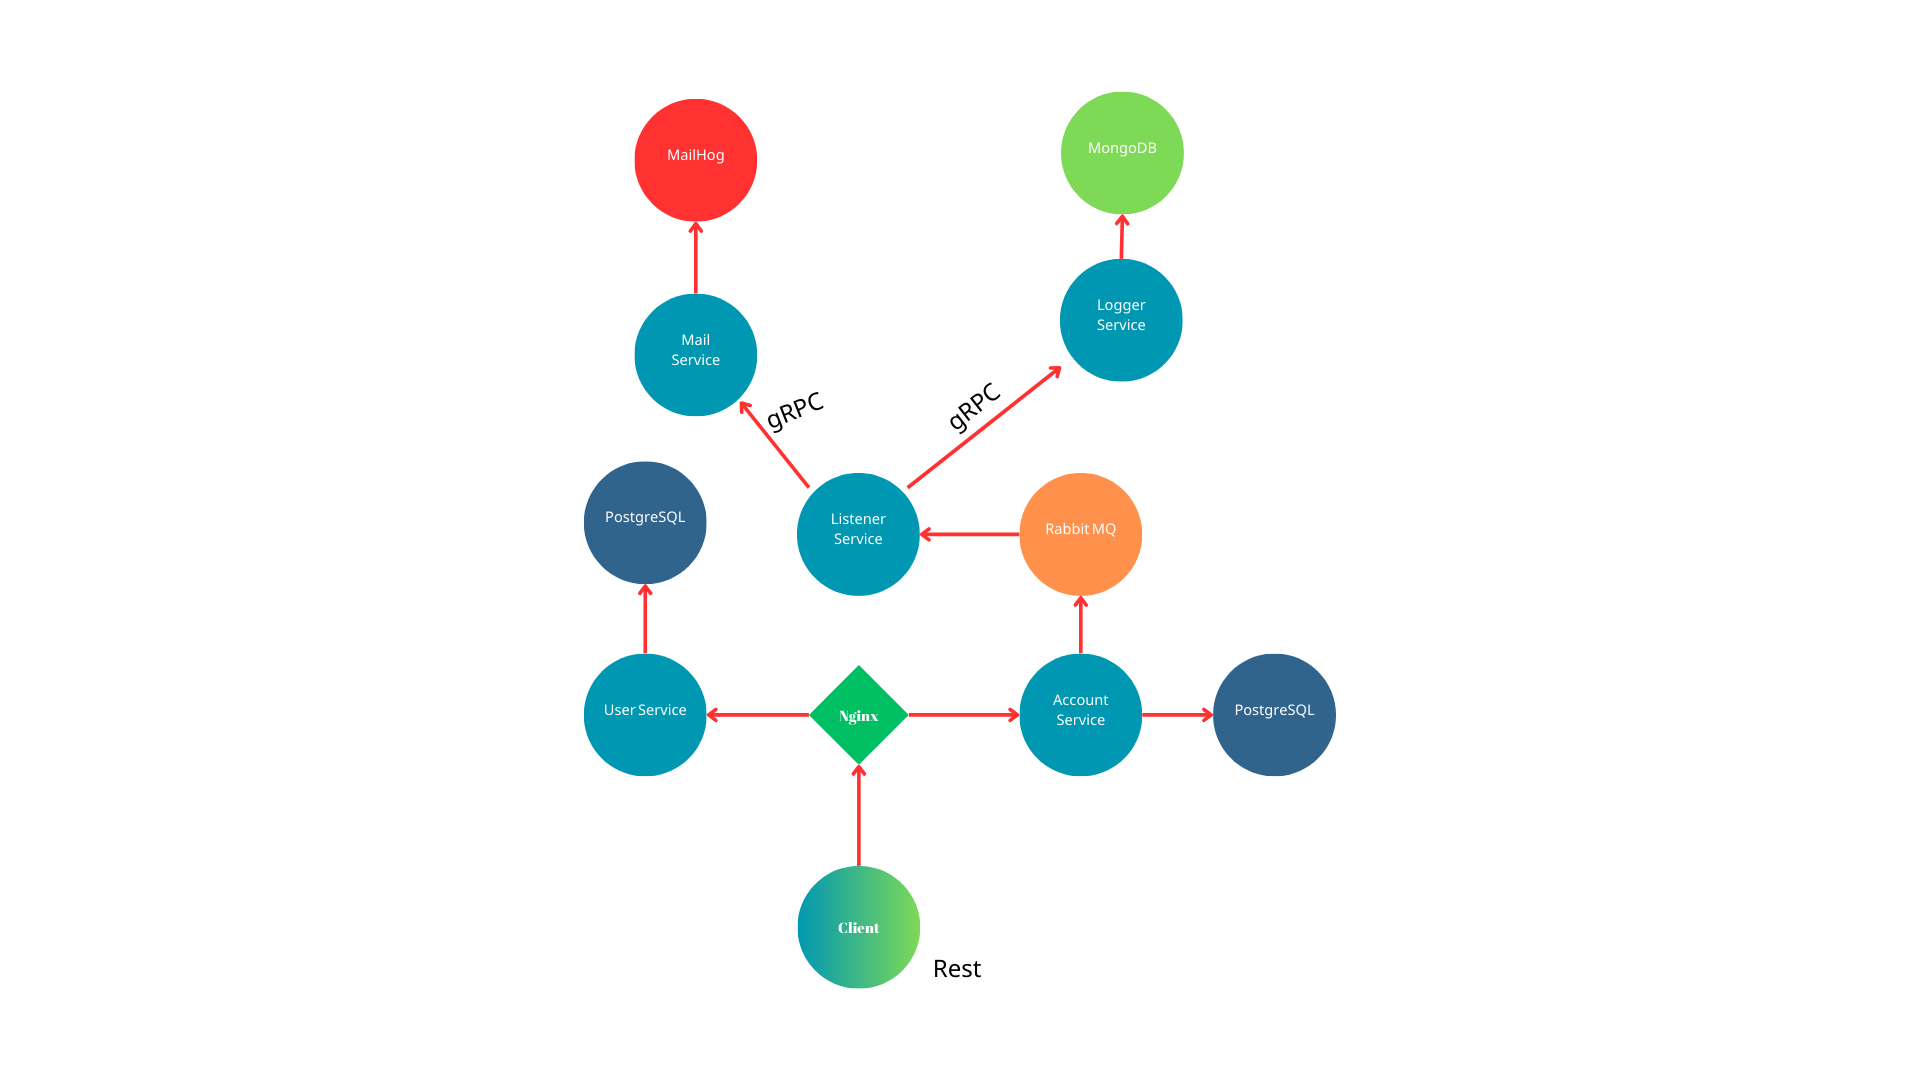 MailHog
MongoDB
Logger
Service
Mail
Service
gRPC
gRPC
PostgreSQL
Listener
Service
Rabbit MQ
User Service
Nginx
Account
Service
PostgreSQL
Client
Rest